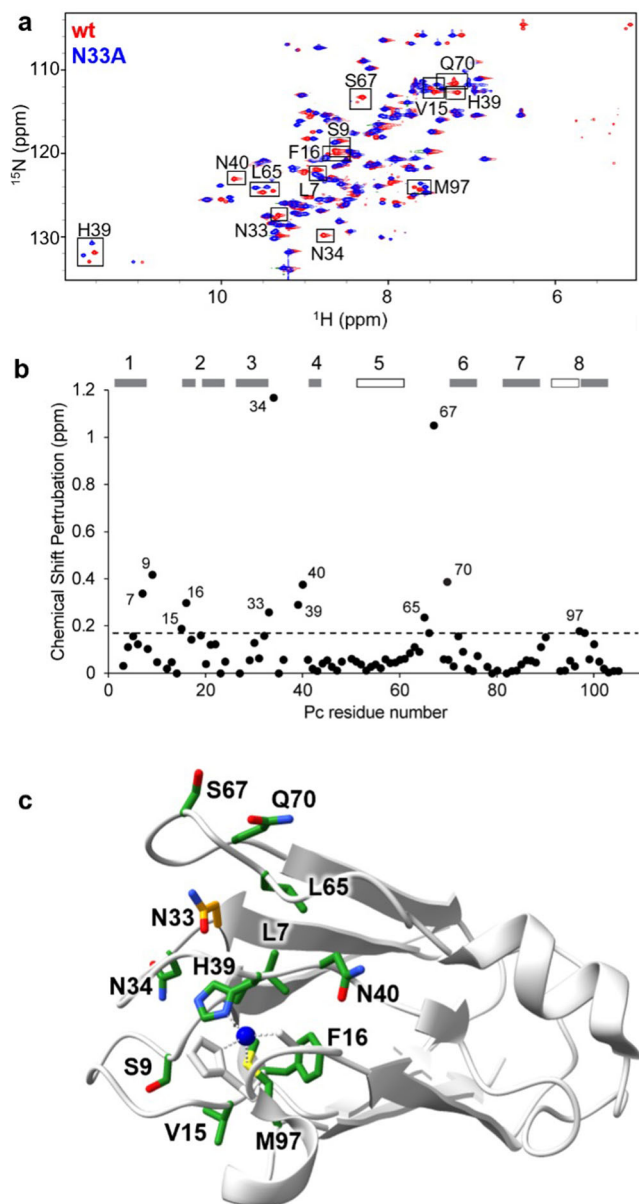 a
wt
N33A
Q70
S67
V15
H39
S9
F16
N40
L65
L7
M97
N33
N34
H39
110
120
130
15N (ppm)
10
8
6
1H (ppm)
b
1 2 3 4 5 6 7 8
1.2
1
0.8
0.6
0.4
0.2
0
Chemical Shift Pertrubation (ppm)
34
67
9
7
16
15
33
40
39
70
65
97
0 20 40 60 80 100
Pc residue number
c
S67
Q70
L65
N33
L7
H39
N34
N40
F16
S9
V15
M97